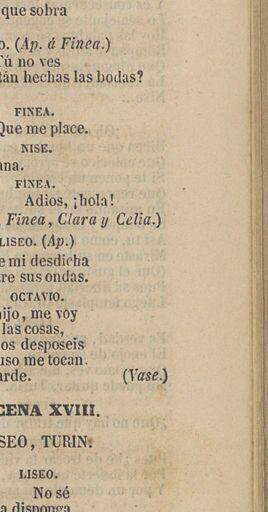 que sobra
o. (Ap. á Finea.)
Tú no ves
tán hechas las bodas?
FINEA.
Que me place.
NISE.
ana.
FINEA.
Adios, ¡hola!
, Finea, Clara y Celia.)
LISEO. (Ap.)
e mi desdicha
re sus ondas.
OCTAVIO.
hijo, me voy
las cosas,
os desposeis
uso me tocan.
arde. (Vase.)
CENA XVIII.
SEO, TURIN.
LISEO.
No sé
a disponga